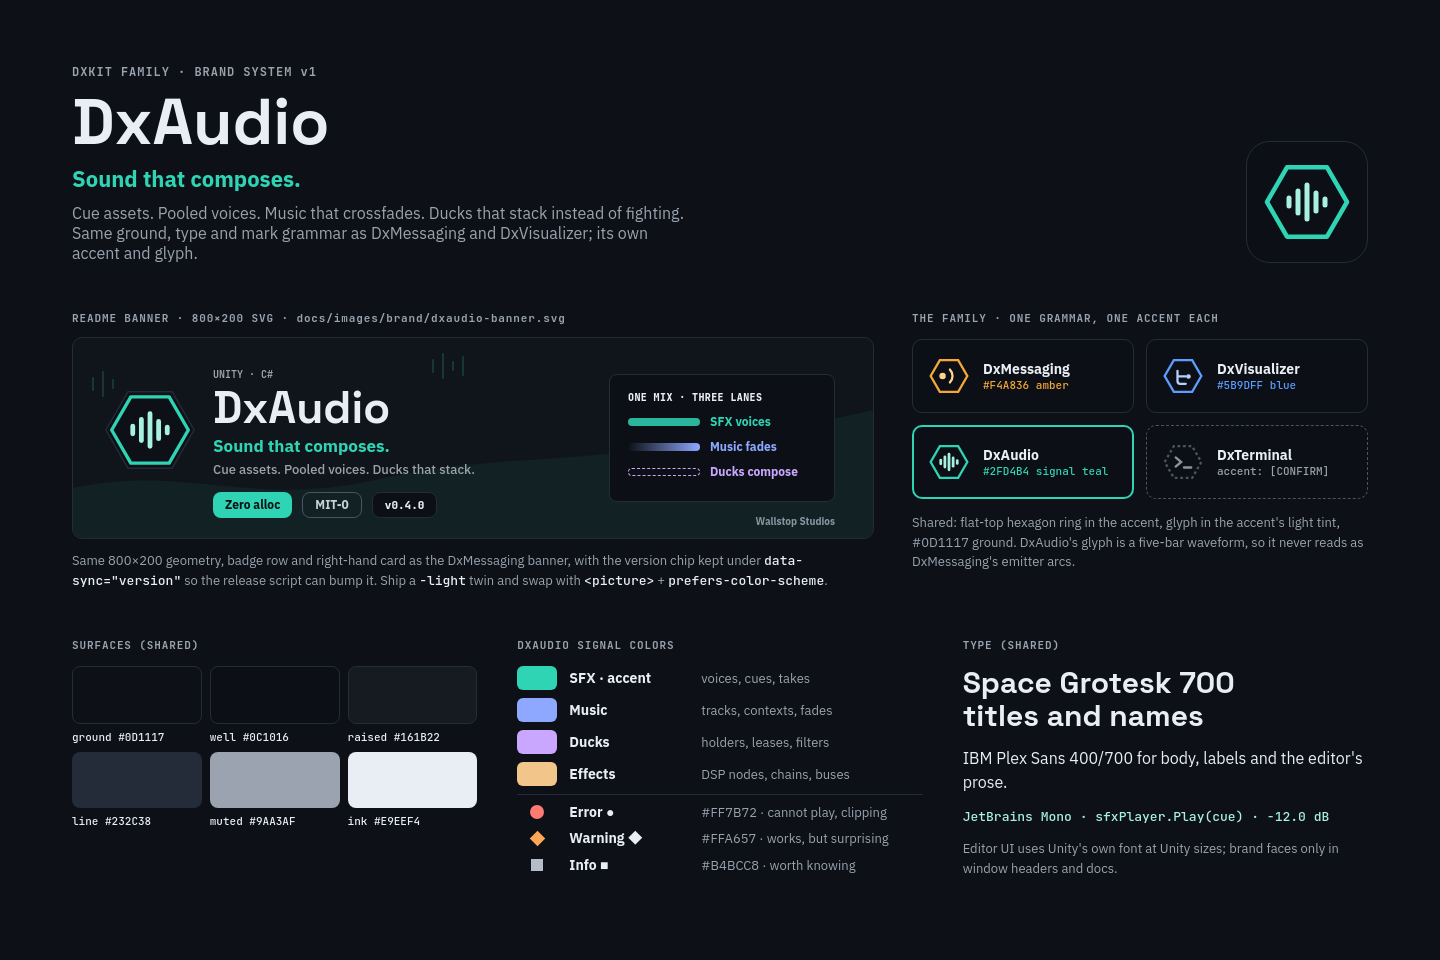 DXKIT FAMILY · BRAND SYSTEM v1
DxAudio
Sound that composes.
Cue assets. Pooled voices. Music that crossfades. Ducks that stack instead of fighting.
Same ground, type and mark grammar as DxMessaging and DxVisualizer; its own
accent and glyph.
README BANNER · 800×200 SVG · docs/images/brand/dxaudio-banner.svg
UNITY · C#
DxAudio
Sound that composes.
Cue assets. Pooled voices. Ducks that stack.
Zero alloc
MIT-0
v0.4.0
ONE MIX · THREE LANES
SFX voices
Music fades
Ducks compose
Wallstop Studios
Same 800×200 geometry, badge row and right-hand card as the DxMessaging banner, with the version chip kept under data-
sync="version" so the release script can bump it. Ship a -light twin and swap with <picture> + prefers-color-scheme.
THE FAMILY · ONE GRAMMAR, ONE ACCENT EACH
DxMessaging
#F4A836 amber
DxVisualizer
#5B9DFF blue
DxAudio
#2FD4B4 signal teal
DxTerminal
accent: [CONFIRM]
Shared: flat-top hexagon ring in the accent, glyph in the accent's light tint,
#0D1117 ground. DxAudio's glyph is a five-bar waveform, so it never reads as
DxMessaging's emitter arcs.
SURFACES (SHARED)
ground #0D1117
well #0C1016
raised #161B22
line #232C38
muted #9AA3AF
ink #E9EEF4
DXAUDIO SIGNAL COLORS
SFX · accent voices, cues, takes
Music tracks, contexts, fades
Ducks holders, leases, filters
Effects DSP nodes, chains, buses
Error ● #FF7B72 · cannot play, clipping
Warning ◆ #FFA657 · works, but surprising
Info ■ #B4BCC8 · worth knowing
TYPE (SHARED)
Space Grotesk 700
titles and names
IBM Plex Sans 400/700 for body, labels and the editor's
prose.
JetBrains Mono · sfxPlayer.Play(cue) · -12.0 dB
Editor UI uses Unity's own font at Unity sizes; brand faces only in
window headers and docs.